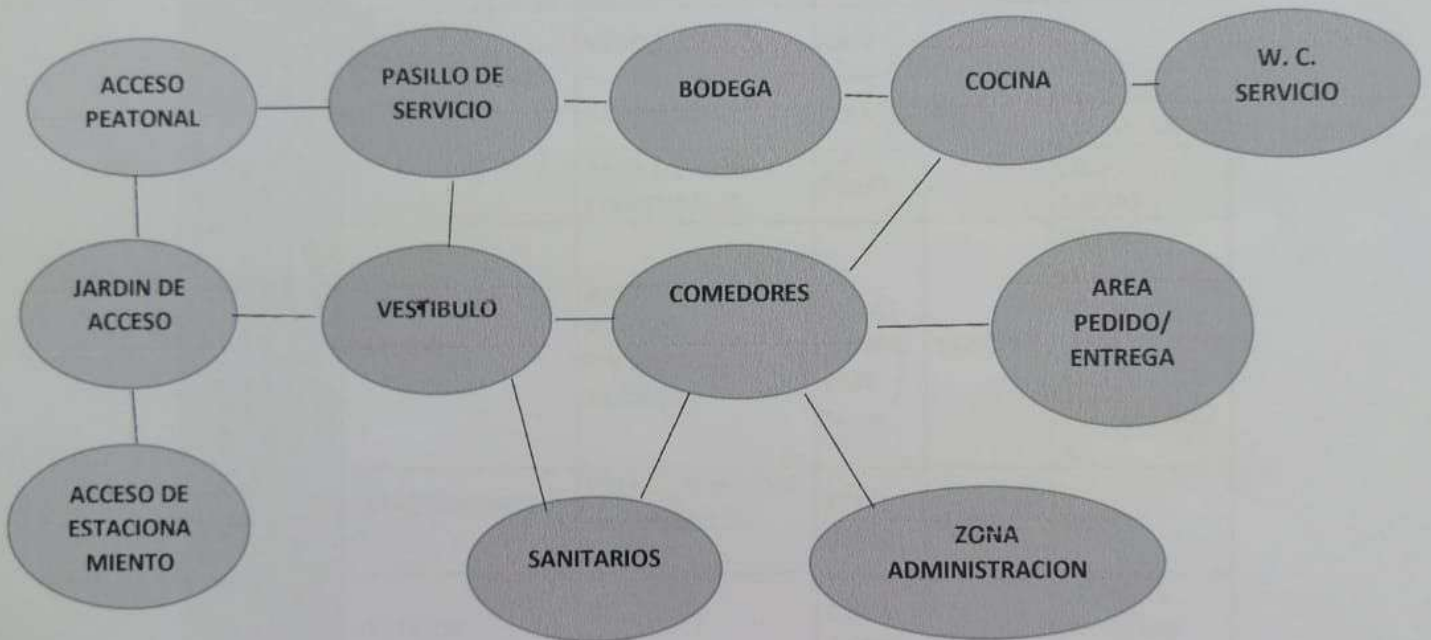 ACCESO
PEATONAL
PASILLO DE
SERVICIO
BODEGA
COCINA
W. C.
SERVICIO
JARDIN DE
ACCESO
VESTIBULO
COMEDORES
AREA
PEDIDO/
ENTREGA
ACCESO DE
ESTACIONA
MIENTO
SANITARIOS
ZONA
ADMINISTRACION